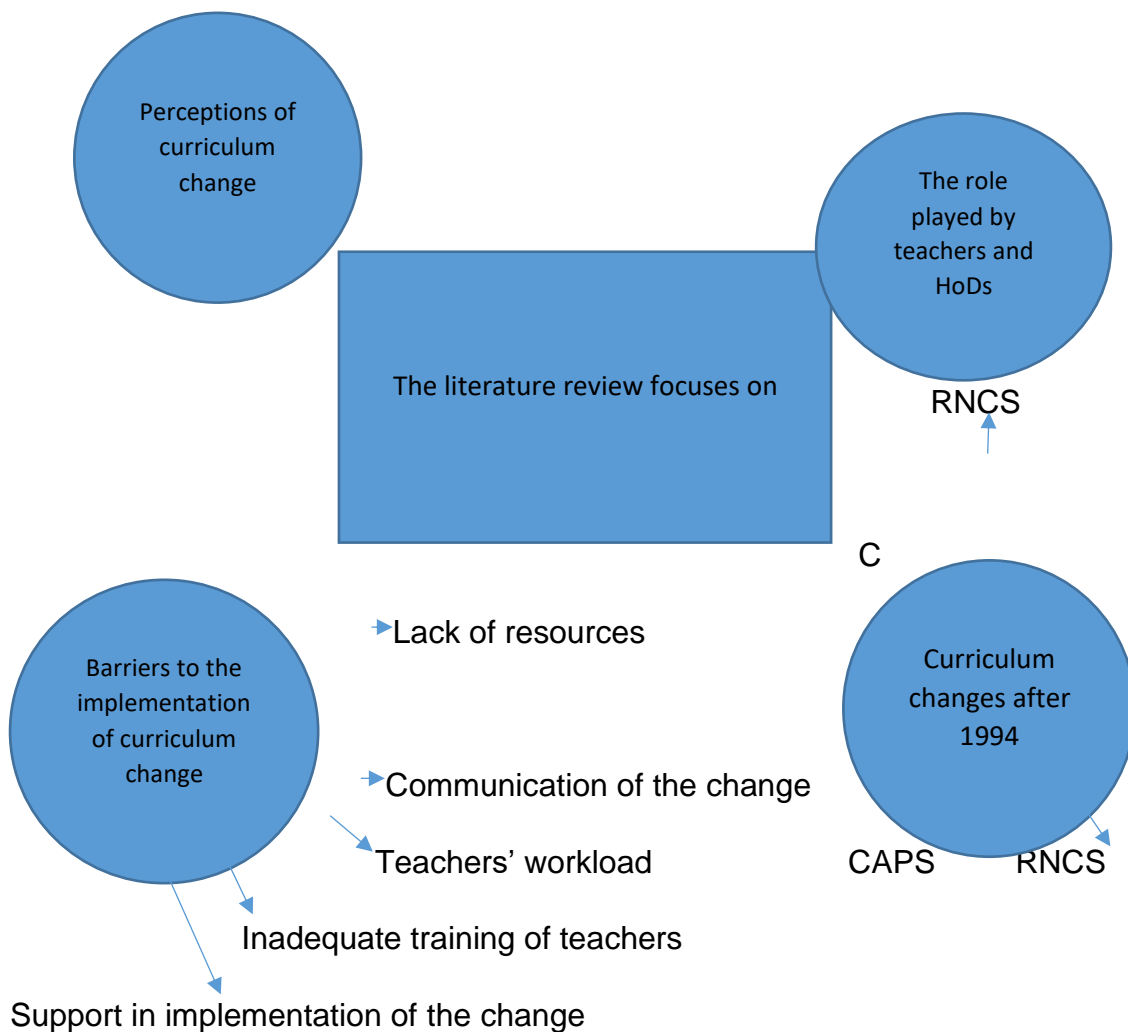 Perceptions of
curriculum
change
The role
played by
teachers and
HoDs
The literature review focuses on
RNCS
C
Lack of resources
Barriers to the
implementation
of curriculum
change
Curriculum
changes after
1994
Communication of the change
Teachers’ workload
CAPS
RNCS
Inadequate training of teachers
Support in implementation of the change